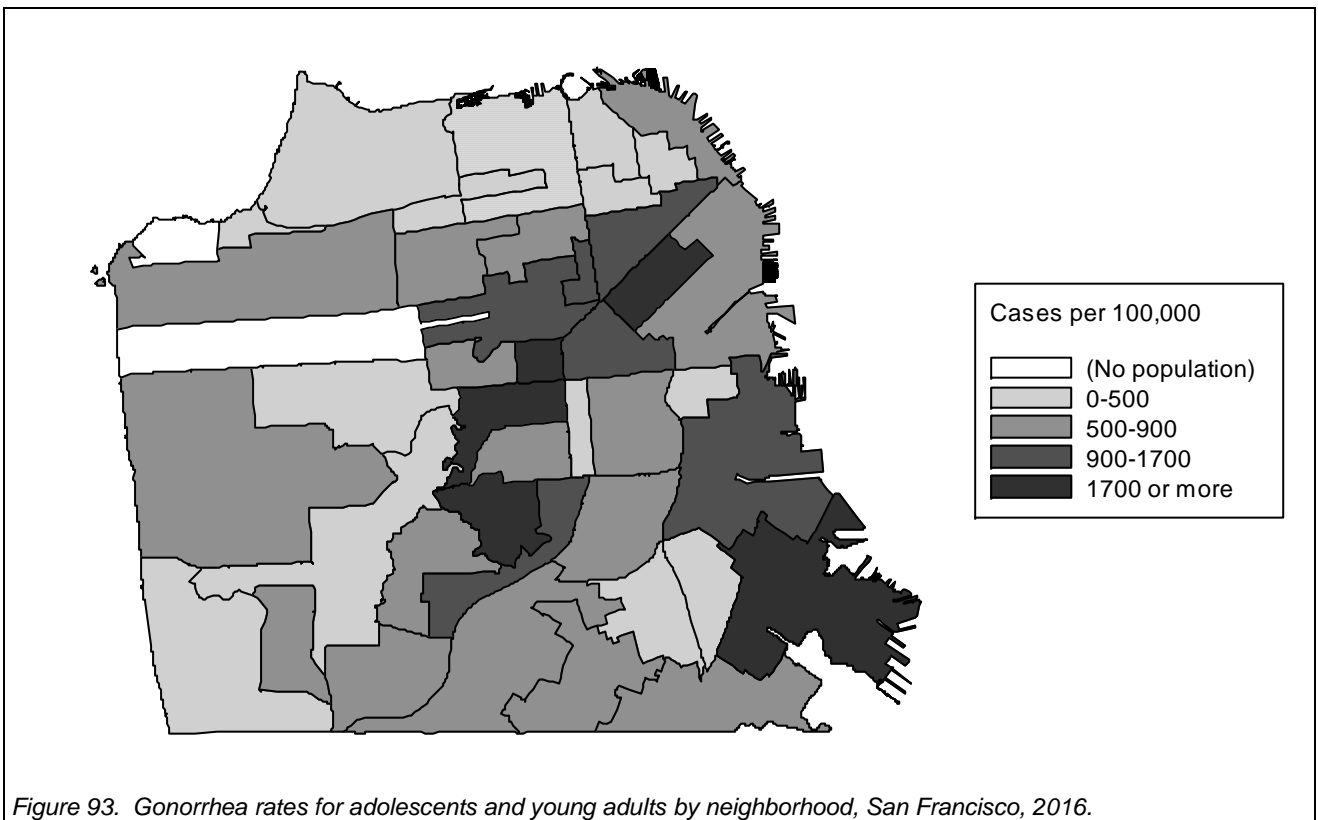 Cases per 100,000
(No population)
0-500
500-900
900-1700
1700 or more
Figure 93. Gonorrhea rates for adolescents and young adults by neighborhood, San Francisco, 2016.